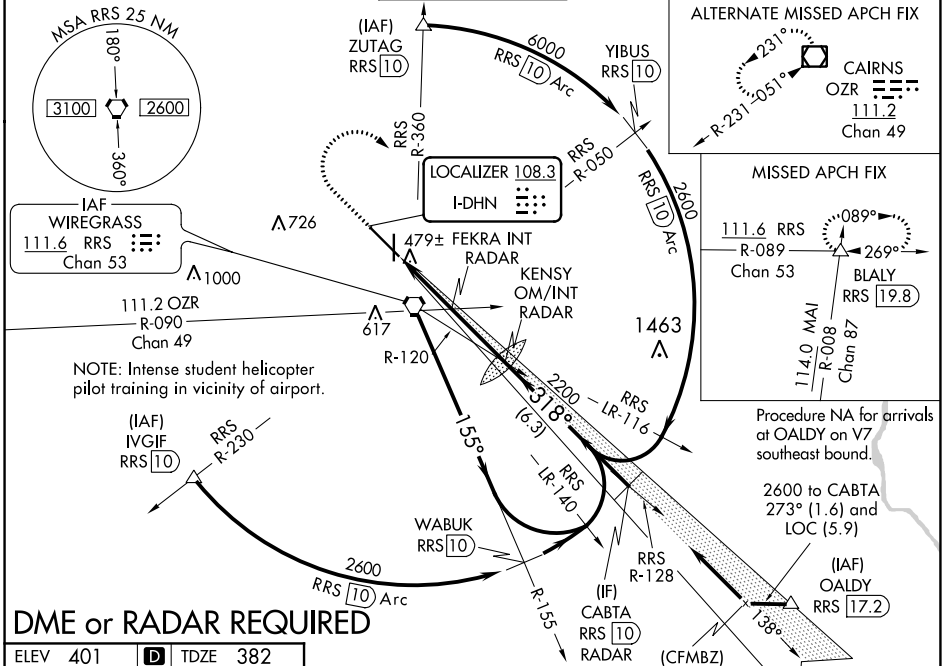 MSA RRS 25 NM
180°
3100
2600
360°
(IAF)
ZUTAG
RRS 10
6000
RRS 10 Arc
YIBUS
RRS 10
RRS
R-360
RRS
R-050
2600
RRS 10 Arc
ALTERNATE MISSED APCH FIX
231°
R-231
051°
CAIRNS
OZR
111.2
Chan 49
LOCALIZER 108.3
I-DHN
MISSED APCH FIX
111.6 RRS
R-089
Chan 53
089°
269°
BLALY
RRS 19.8
114.0 MAI
R-008
Chan 87
IAF
WIREGRASS
111.6 RRS
Chan 53
726
1000
479± FEKRA INT
RADAR
KENSY
OM/INT
RADAR
111.2 OZR
R-090
Chan 49
617
R-120
1463
NOTE: Intense student helicopter
pilot training in vicinity of airport.
2200
318°
(6.3)
RRS
LR-116
155°
RRS
LR-140
Procedure NA for arrivals
at OALDY on V7
southeast bound.
(IAF)
IVGIF
RRS 10
RRS
R-230
2600 to CABTA
273° (1.6) and
LOC (5.9)
WABUK
RRS 10
2600
RRS 10 Arc
R-155
(IF)
CABTA
RRS 10
RADAR
RRS
R-128
(IAF)
OALDY
RRS 17.2
138°
(CFMBZ)
DME or RADAR REQUIRED
ELEV 401
D
TDZE 382